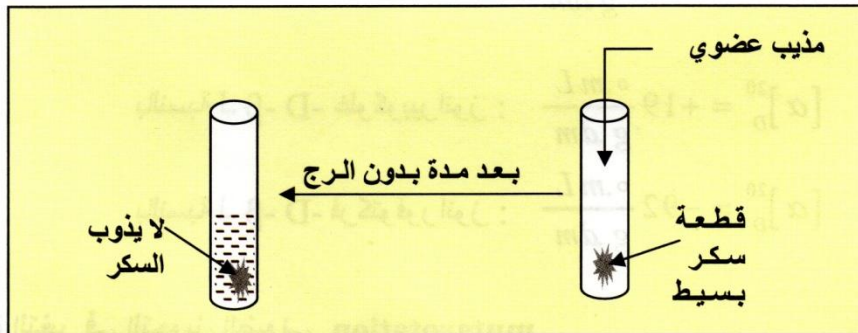 مذيب عضوي
بعد مدة بدون الرج
قطعة
سكر
بسيط
لا يذوب
السكر